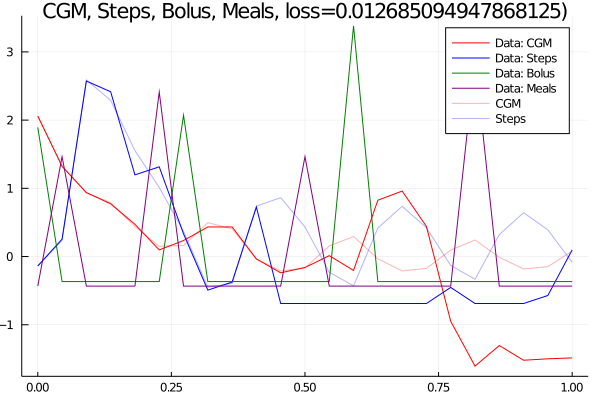 CGM, Steps, Bolus, Meals, loss=0.012685094947868125)
Data: CGM
Data: Steps
Data: Bolus
Data: Meals
CGM
Steps
3
2
1
0
−1
0.00 0.25 0.50 0.75 1.00